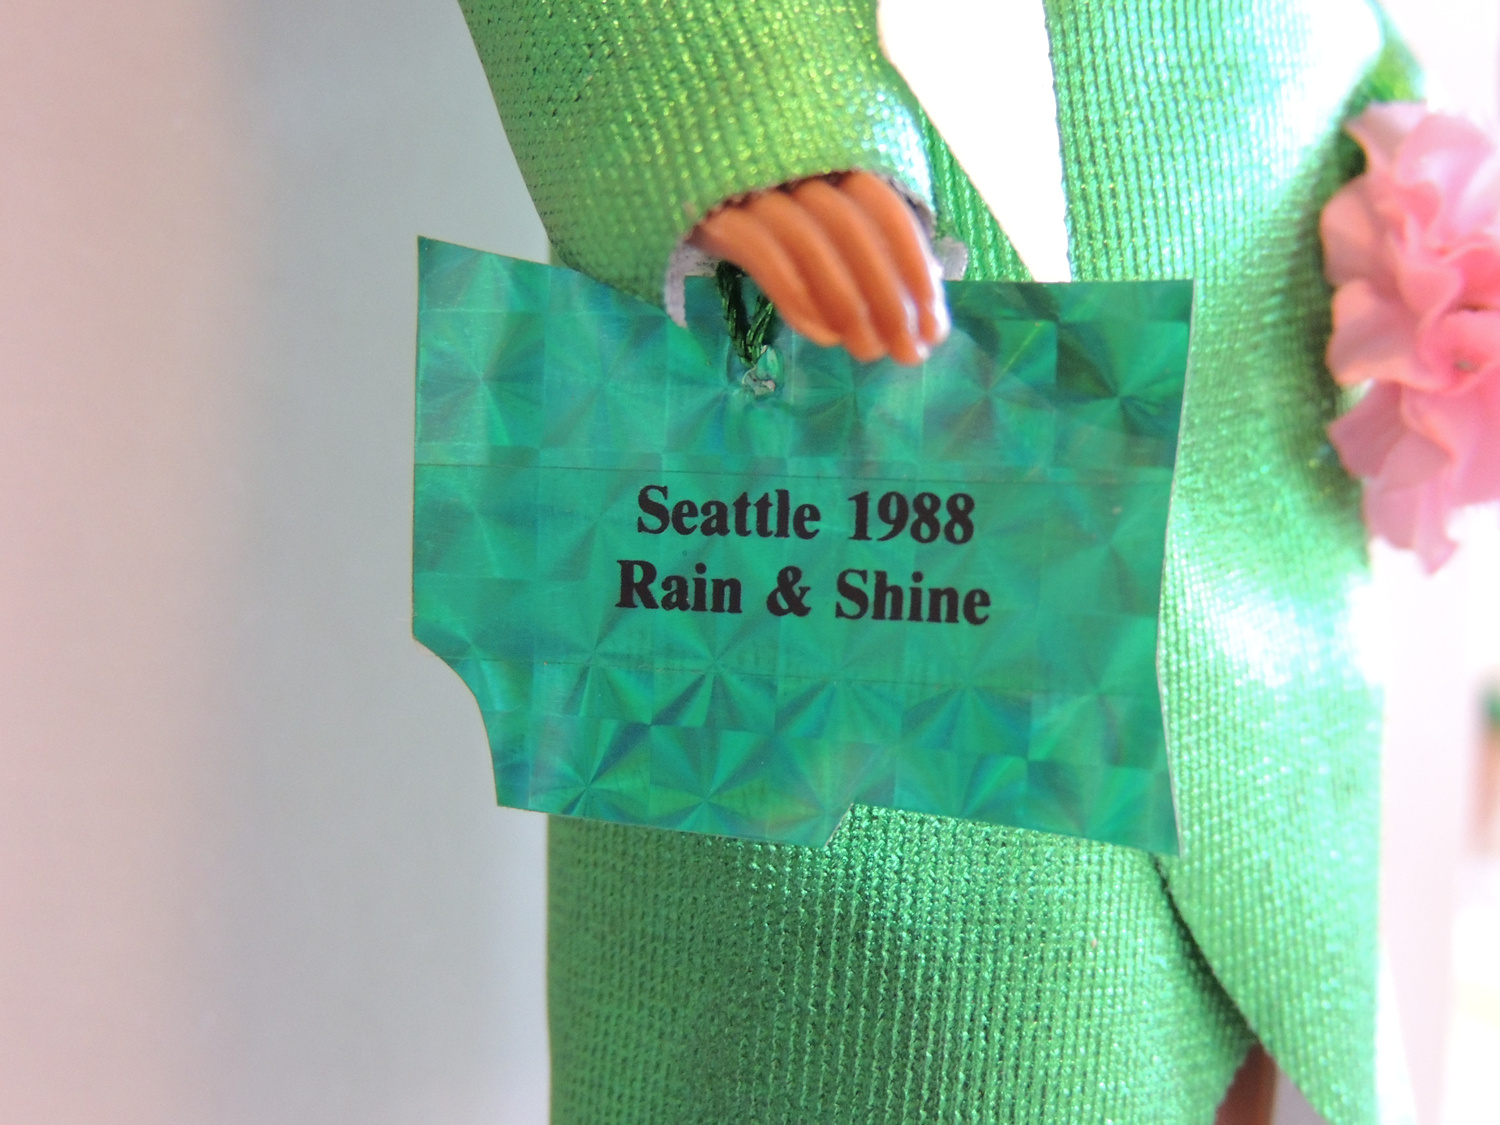 Seattle 1988
Rain & Shine